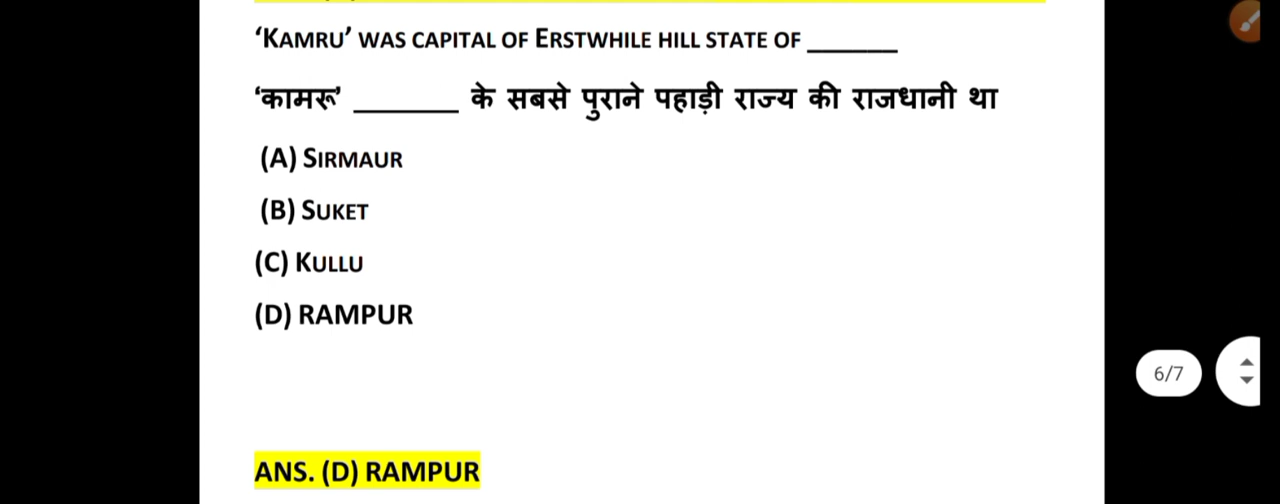 ‘KAMRU’ WAS CAPITAL OF ERSTWHILE HILL STATE OF _______
‘कामरू’ _______ के सबसे पुराने पहाड़ी राज्य की राजधानी था
(A) SIRMAUR
(B) SUKET
(C) KULLU
(D) RAMPUR
6/7
ANS. (D) RAMPUR